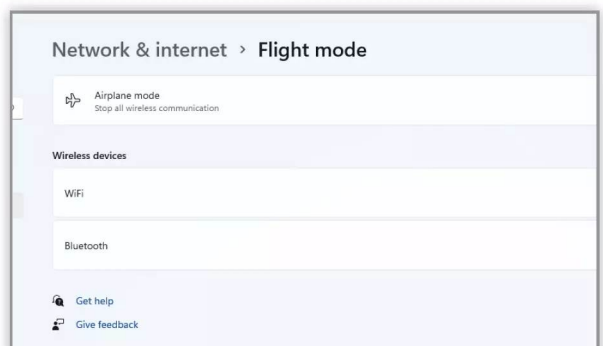 Network & internet > Flight mode
Airplane mode
Stop all wireless communication
Wireless devices
WiFi
Bluetooth
Get help
Give feedback